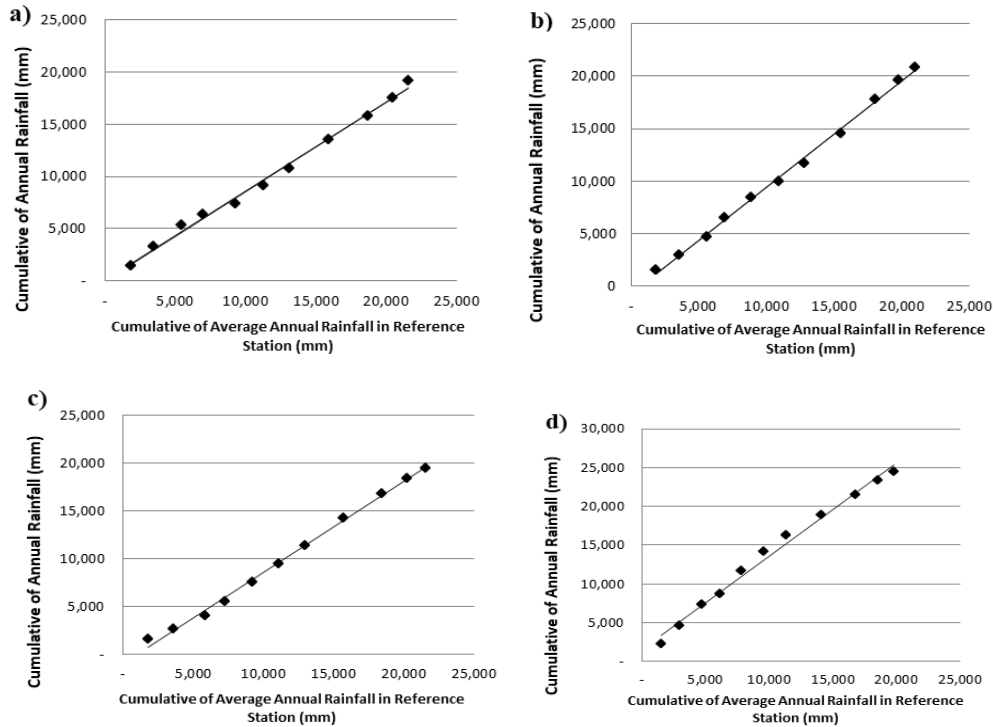 a)
Cumulative of Annual Rainfall (mm)
25,000
20,000
15,000
10,000
5,000
-
- 5,000 10,000 15,000 20,000 25,000
Cumulative of Average Annual Rainfall in Reference
Station (mm)
b)
Cumulative of Annual Rainfall (mm)
25,000
20,000
15,000
10,000
5,000
0
- 5,000 10,000 15,000 20,000 25,000
Cumulative of Average Annual Rainfall in Reference
Station (mm)
c)
Cumulative of Annual Rainfall (mm)
25,000
20,000
15,000
10,000
5,000
-
- 5,000 10,000 15,000 20,000 25,000
Cumulative of Average Annual Rainfall in Reference
Station (mm)
d)
Cumulative of Annual Rainfall (mm)
30,000
25,000
20,000
15,000
10,000
5,000
-
- 5,000 10,000 15,000 20,000 25,000
Cumulative of Average Annual Rainfall in Reference
Station (mm)